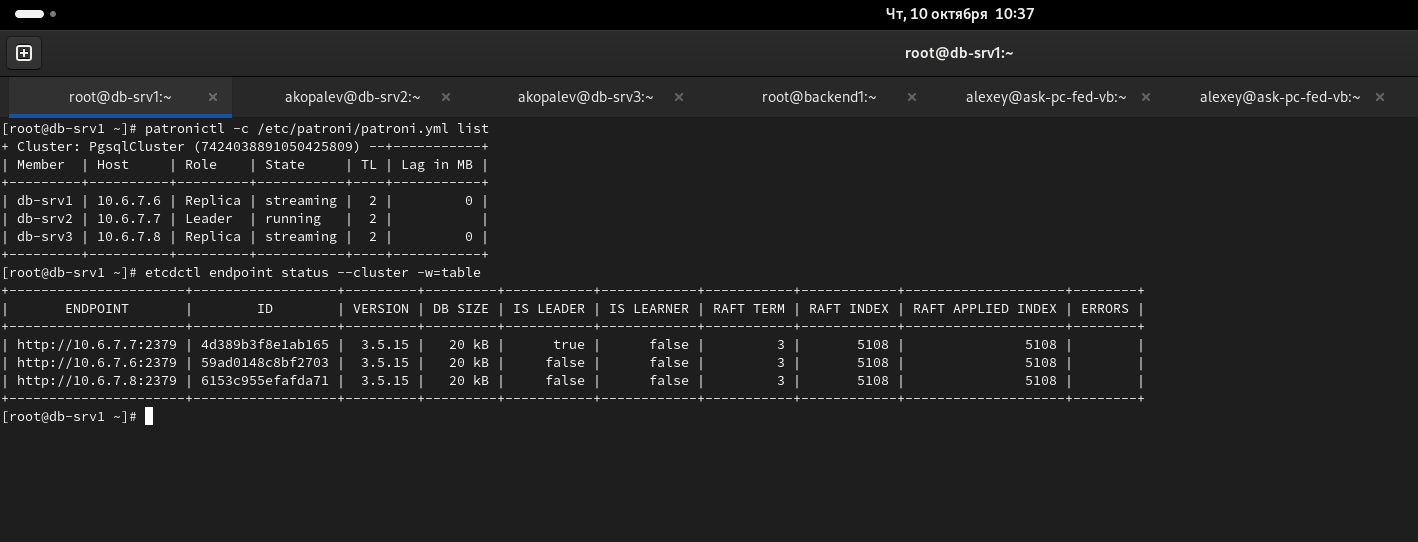 Чт, 10 октября 10:37
root@db-srv1:~
root@db-srv1:~ × akopalev@db-srv2:~ × akopalev@db-srv3:~ × root@backend1:~ × alexey@ask-pc-fed-vb:~ × alexey@ask-pc-fed-vb:~ ×
[root@db-srv1 ~]# patronictl -c /etc/patroni/patroni.yml list
+ Cluster: PgsqlCluster (7424038891050425809) --+-----------+
| Member  | Host     | Role    | State     | TL | Lag in MB |
+---------+----------+---------+-----------+----+-----------+
| db-srv1 | 10.6.7.6 | Replica | streaming |  2 |         0 |
| db-srv2 | 10.6.7.7 | Leader  | running   |  2 |           |
| db-srv3 | 10.6.7.8 | Replica | streaming |  2 |         0 |
+---------+----------+---------+-----------+----+-----------+
[root@db-srv1 ~]# etcdctl endpoint status --cluster -w=table
+----------------------+------------------+---------+---------+-----------+------------+-----------+------------+--------------------+--------+
|       ENDPOINT       |        ID        | VERSION | DB SIZE | IS LEADER | IS LEARNER | RAFT TERM | RAFT INDEX | RAFT APPLIED INDEX | ERRORS |
+----------------------+------------------+---------+---------+-----------+------------+-----------+------------+--------------------+--------+
| http://10.6.7.7:2379 | 4d389b3f8e1ab165 |  3.5.15 |   20 kB |      true |      false |         3 |       5108 |               5108 |        |
| http://10.6.7.6:2379 | 59ad0148c8bf2703 |  3.5.15 |   20 kB |     false |      false |         3 |       5108 |               5108 |        |
| http://10.6.7.8:2379 | 6153c955efafda71 |  3.5.15 |   20 kB |     false |      false |         3 |       5108 |               5108 |        |
+----------------------+------------------+---------+---------+-----------+------------+-----------+------------+--------------------+--------+
[root@db-srv1 ~]#